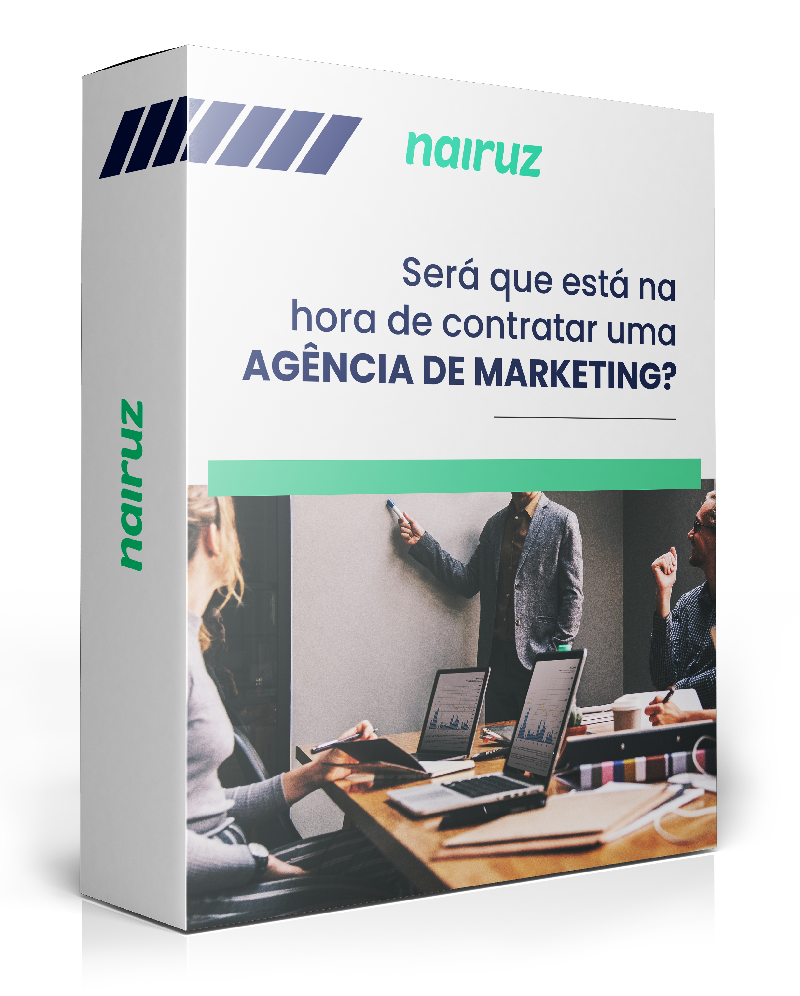 nairuz
Será que está na
hora de contratar uma
AGÊNCIA DE MARKETING?
nairuz